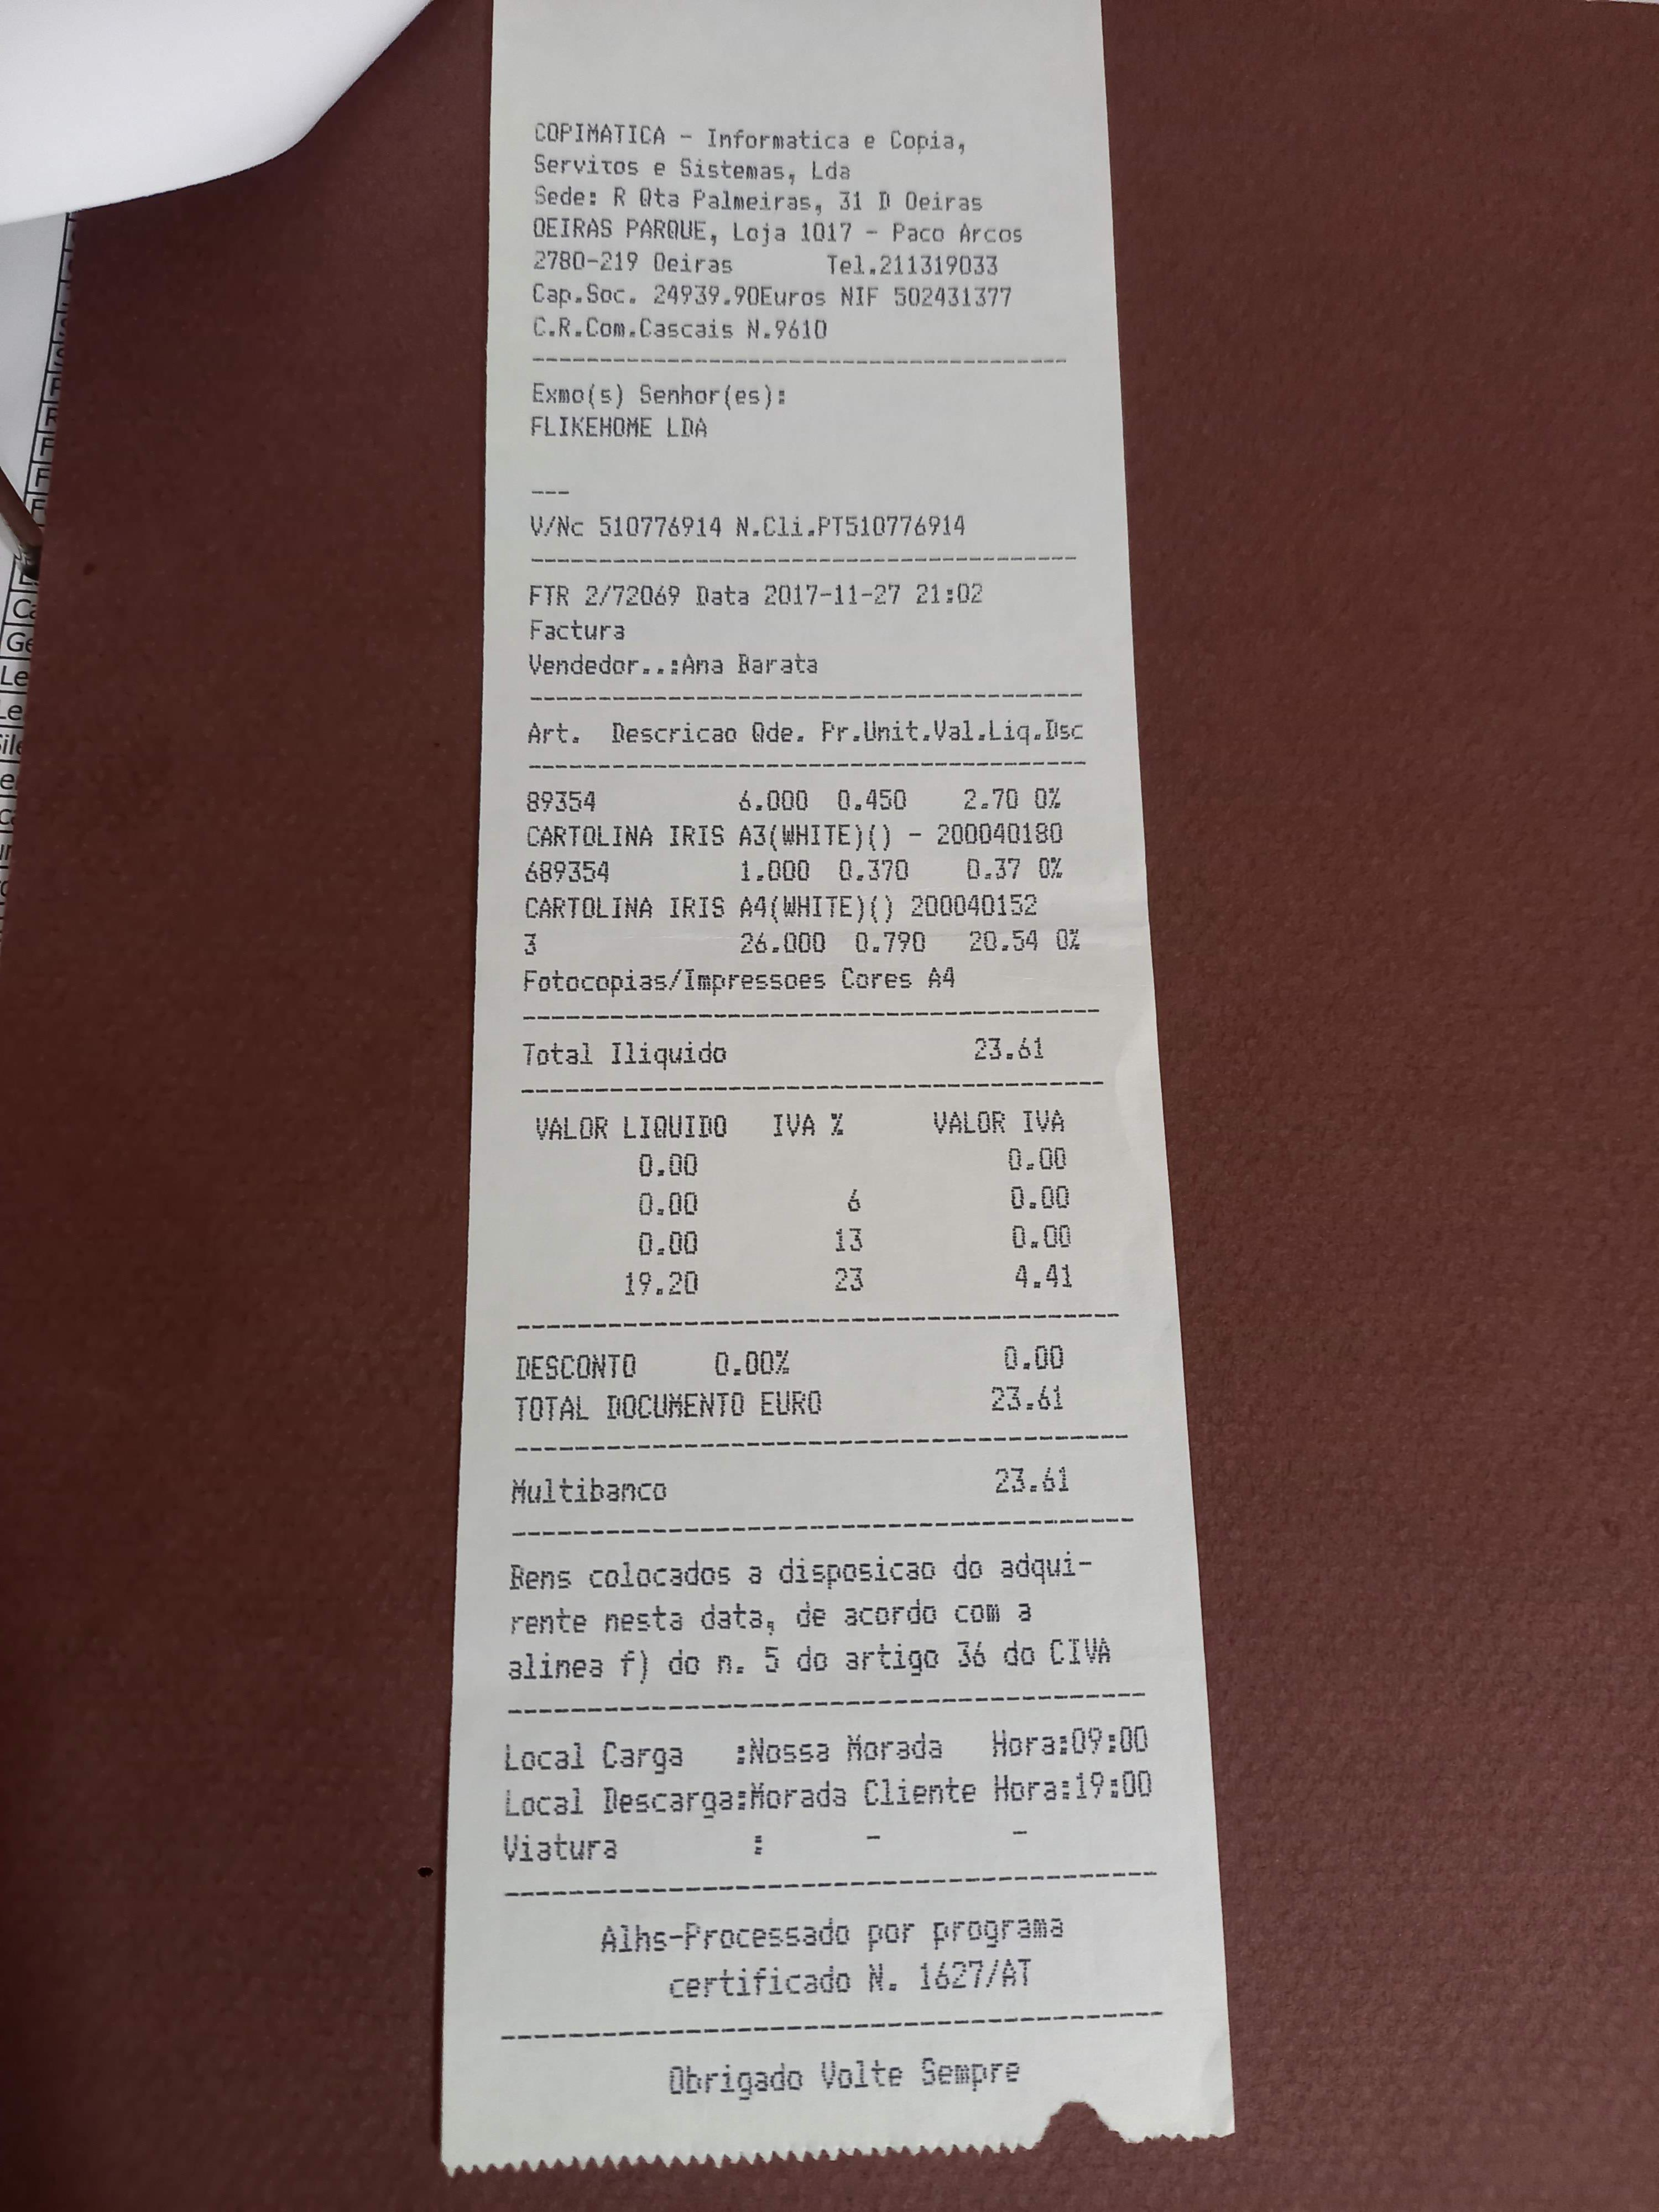 COPIMATICA - Informatica e Copia,
Servitos e Sistemas, Lda
Sede: R Qta Palmeiras, 31 D Oeiras
OEIRAS PARQUE, Loja 1017 - Paco Arcos
2780-219 Oeiras Tel.211319033
Cap.Soc. 24939.90Euros NIF 502431377
C.R.Com.Cascais N.9610
----------------------------------------
Exmo(s) Senhor(es):
FLIKEHOME LDA
---
V/Nc 510776914 N.Cli.PT510776914
----------------------------------------
FTR 2/72069 Data 2017-11-27 21:02
Factura
Vendedor..:Ana Barata
----------------------------------------
Art. Descricao Qde. Pr.Unit.Val.Liq.Dsc
----------------------------------------
89354 6.000 0.450 2.70 0%
CARTOLINA IRIS A3(WHITE)() - 200040180
689354 1.000 0.370 0.37 0%
CARTOLINA IRIS A4(WHITE)() 200040152
3 26.000 0.790 20.54 0%
Fotocopias/Impressoes Cores A4
----------------------------------------
Total Iliquido 23.61
----------------------------------------
VALOR LIQUIDO IVA % VALOR IVA
0.00 0.00
0.00 6 0.00
0.00 13 0.00
19.20 23 4.41
----------------------------------------
DESCONTO 0.00% 0.00
TOTAL DOCUMENTO EURO 23.61
----------------------------------------
Multibanco 23.61
----------------------------------------
Bens colocados a disposicao do adqui-
rente nesta data, de acordo com a
alinea f) do n. 5 do artigo 36 do CIVA
----------------------------------------
Local Carga :Nossa Morada Hora:09:00
Local Descarga:Morada Cliente Hora:19:00
Viatura : - -
----------------------------------------
Alhs-Processado por programa
certificado N. 1627/AT
----------------------------------------
Obrigado Volte Sempre